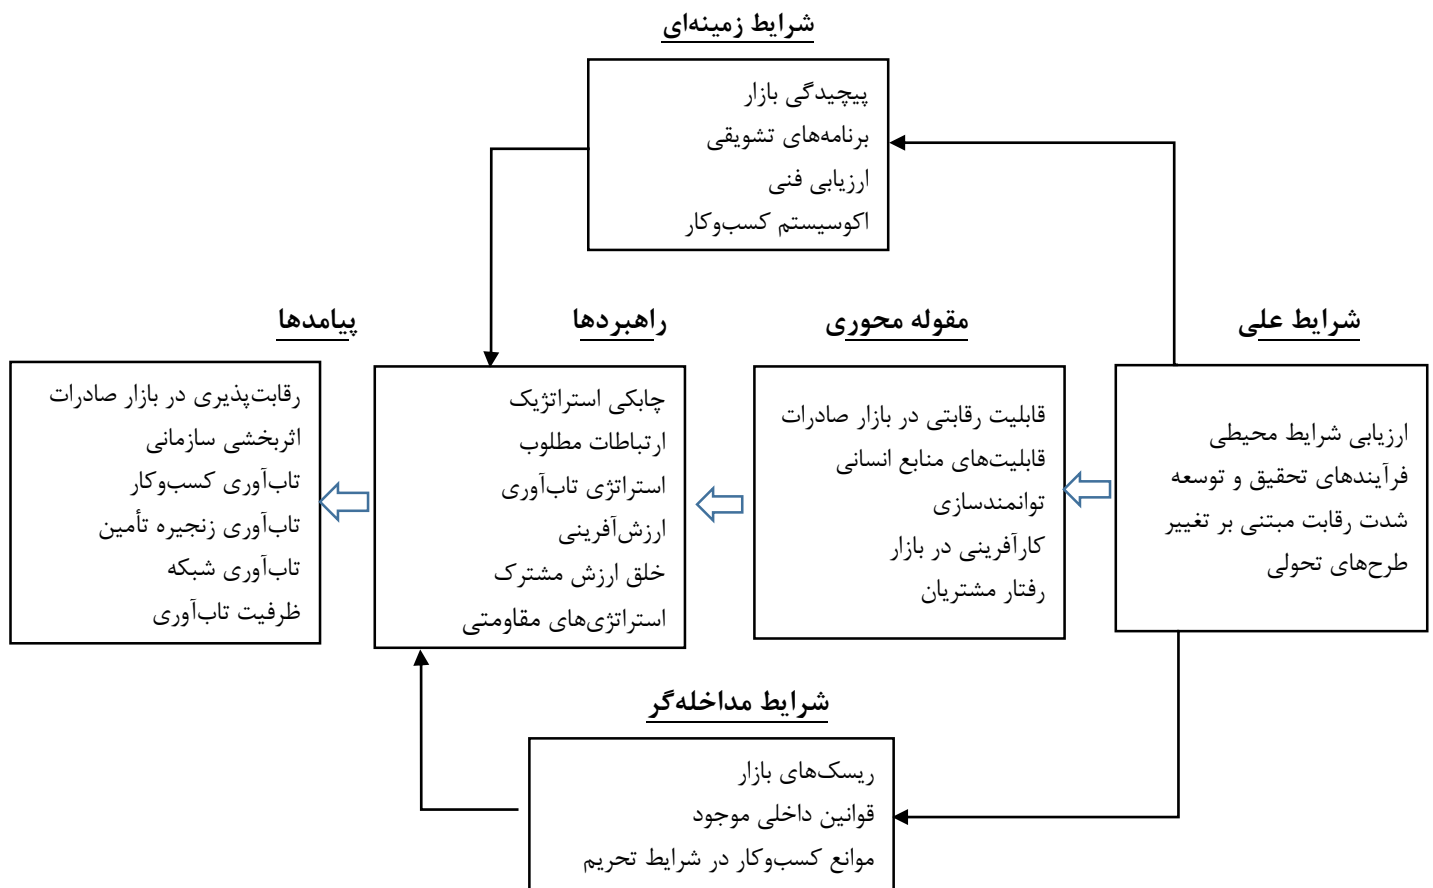 شرایط زمینه‌ای
پیچیدگی بازار
برنامه‌های تشویقی
ارزیابی فنی
اکوسیستم کسب‌وکار
شرایط علی
ارزیابی شرایط محیطی
فرآیندهای تحقیق و توسعه
شدت رقابت مبتنی بر تغییر
طرح‌های تحولی
مقوله محوری
قابلیت رقابتی در بازار صادرات
قابلیت‌های منابع انسانی
توانمندسازی
کارآفرینی در بازار
رفتار مشتریان
راهبردها
چابکی استراتژیک
ارتباطات مطلوب
استراتژی تاب‌آوری
ارزش‌آفرینی
خلق ارزش مشترک
استراتژی‌های مقاومتی
پیامدها
رقابت‌پذیری در بازار صادرات
اثربخشی سازمانی
تاب‌آوری کسب‌وکار
تاب‌آوری زنجیره تأمین
تاب‌آوری شبکه
ظرفیت تاب‌آوری
شرایط مداخله‌گر
ریسک‌های بازار
قوانین داخلی موجود
موانع کسب‌وکار در شرایط تحریم